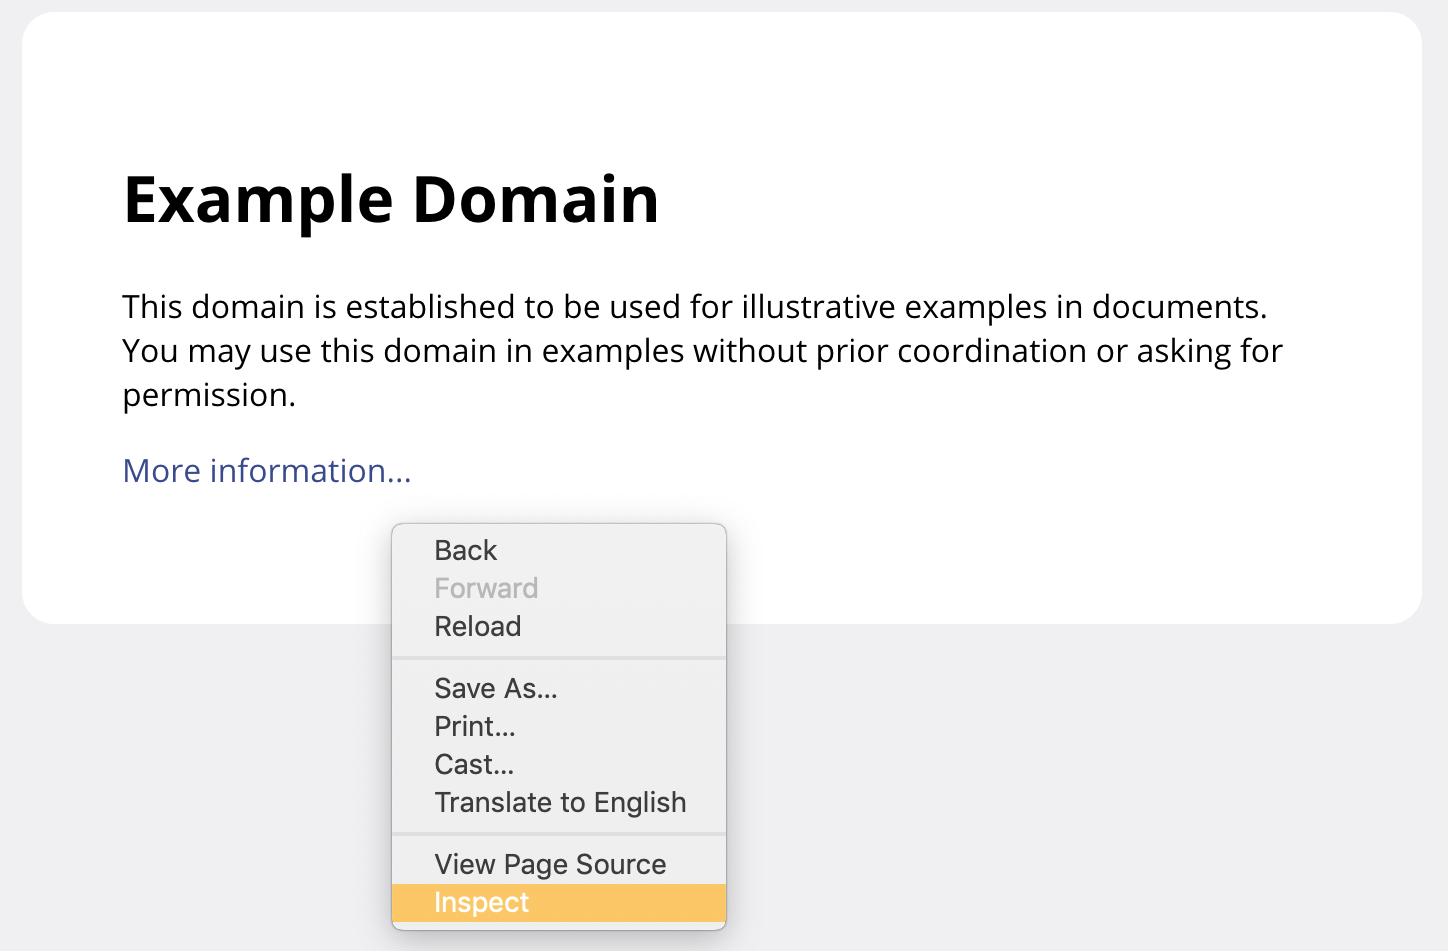 Example Domain
This domain is established to be used for illustrative examples in documents.
You may use this domain in examples without prior coordination or asking for
permission.
More information...
Back
Forward
Reload
Save As...
Print...
Cast...
Translate to English
View Page Source
Inspect